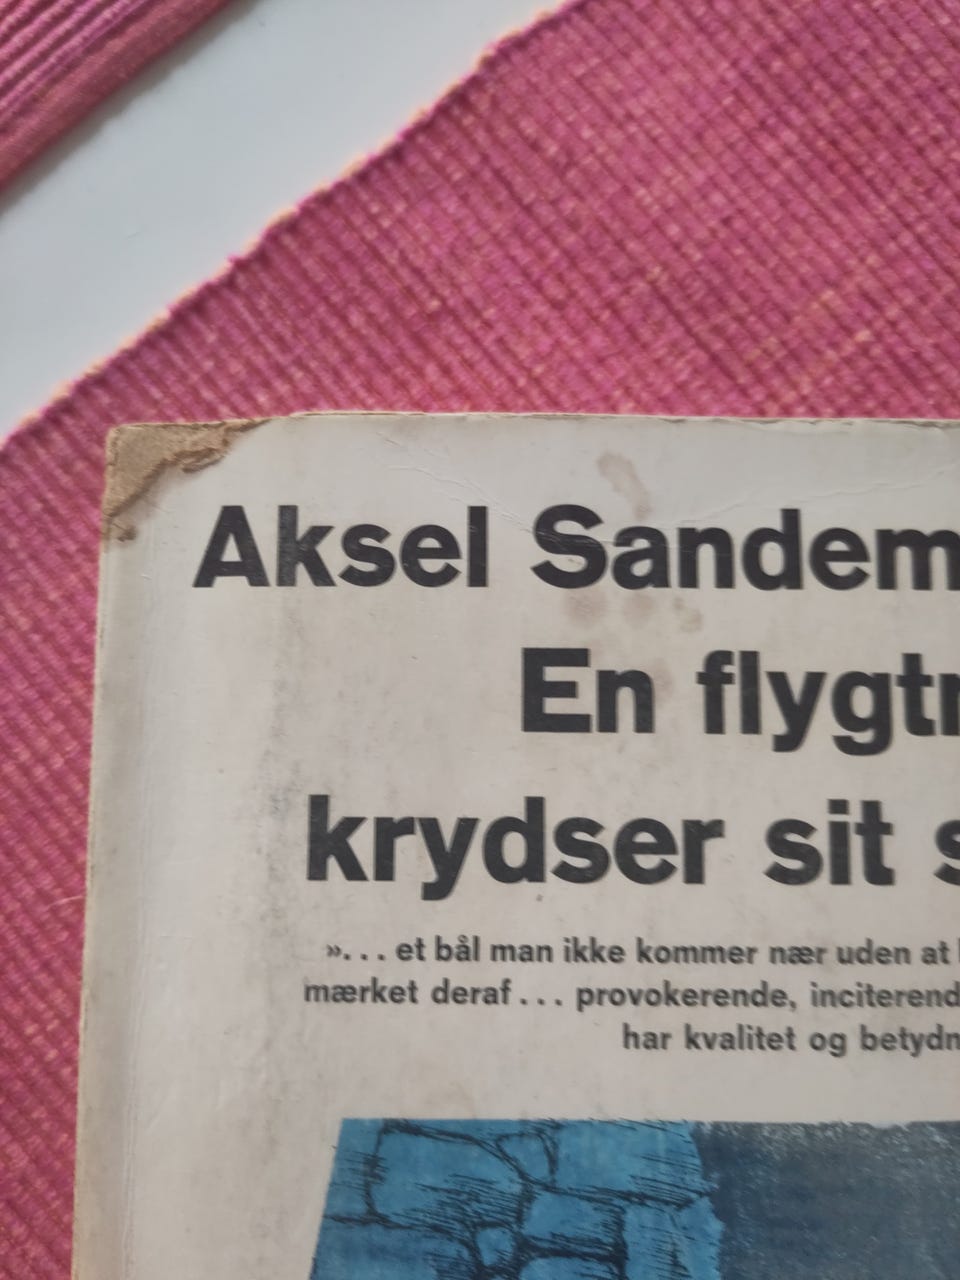 Aksel Sandem
En flygtr
krydser sit s
»... et bål man ikke kommer nær uden at
mærket deraf... provokerende, inciterend
har kvalitet og betydn